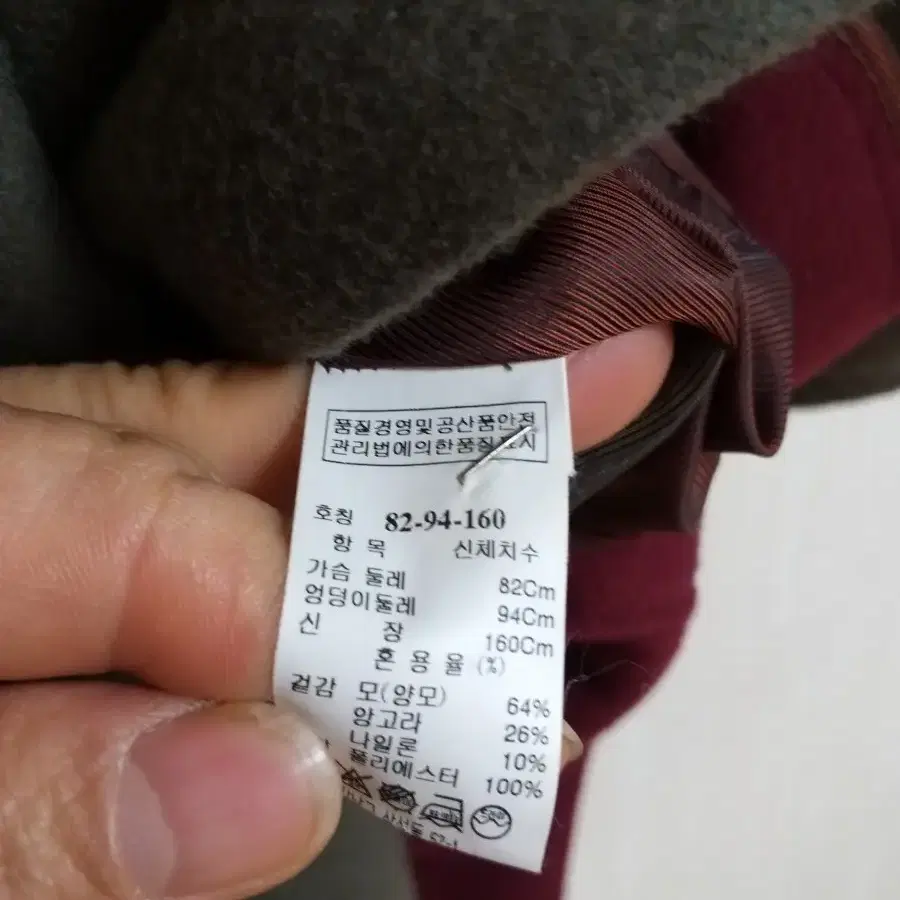 품질경영및공산품안전
관리법에의한품질표시
호칭 82-94-160
항 목 신체치수
가슴 둘레 82Cm
엉덩이둘레 94Cm
신 장 160Cm
혼 용 율 (%)
겉감 모(양모) 64%
앙고라 26%
나일론 10%
폴리에스터 100%